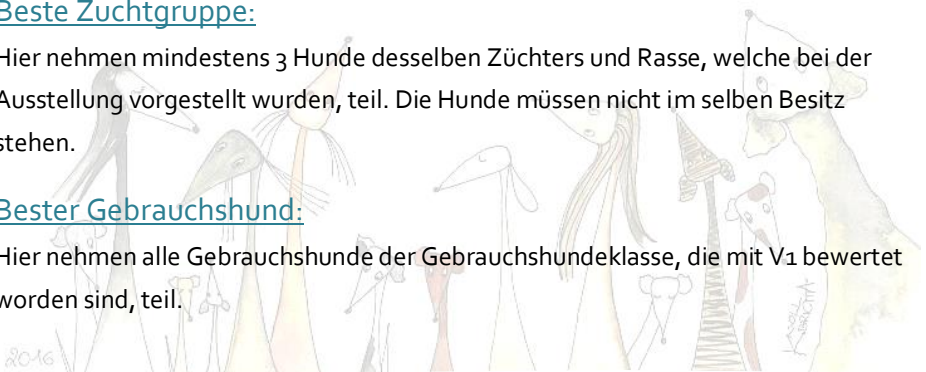 Beste Zuchtgruppe:
Hier nehmen mindestens 3 Hunde desselben Züchters und Rasse, welche bei der
Ausstellung vorgestellt wurden, teil. Die Hunde müssen nicht im selben Besitz
stehen.
Bester Gebrauchshund:
Hier nehmen alle Gebrauchshunde der Gebrauchshundeklasse, die mit V1 bewertet
worden sind, teil.
2016